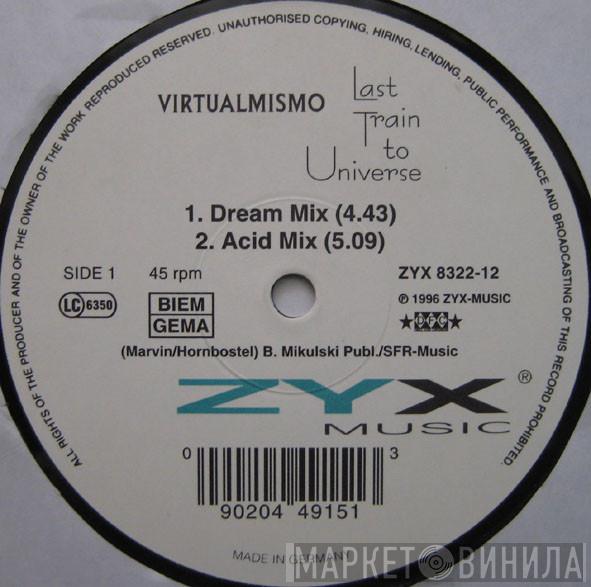 ALL RIGHTS OF THE PRODUCER AND OF THE OWNER OF THE WORK REPRODUCED RESERVED. UNAUTHORISED COPYING, HIRING, LENDING, PUBLIC PERFORMANCE AND BROADCASTING OF THIS RECORD PROHIBITED.
VIRTUALMISMO
Last
Train
to
Universe
1. Dream Mix (4.43)
2. Acid Mix (5.09)
SIDE 1 45 rpm ZYX 8322-12
LC 6350 BIEM ℗ 1996 ZYX-MUSIC
GEMA ★DFC★
(Marvin/Hornbostel) B. Mikulski Publ./SFR-Music
ZYX®
MUSIC
0 3
90204 49151
MADE IN GERMANY
МАРКЕТ ВИНИЛА